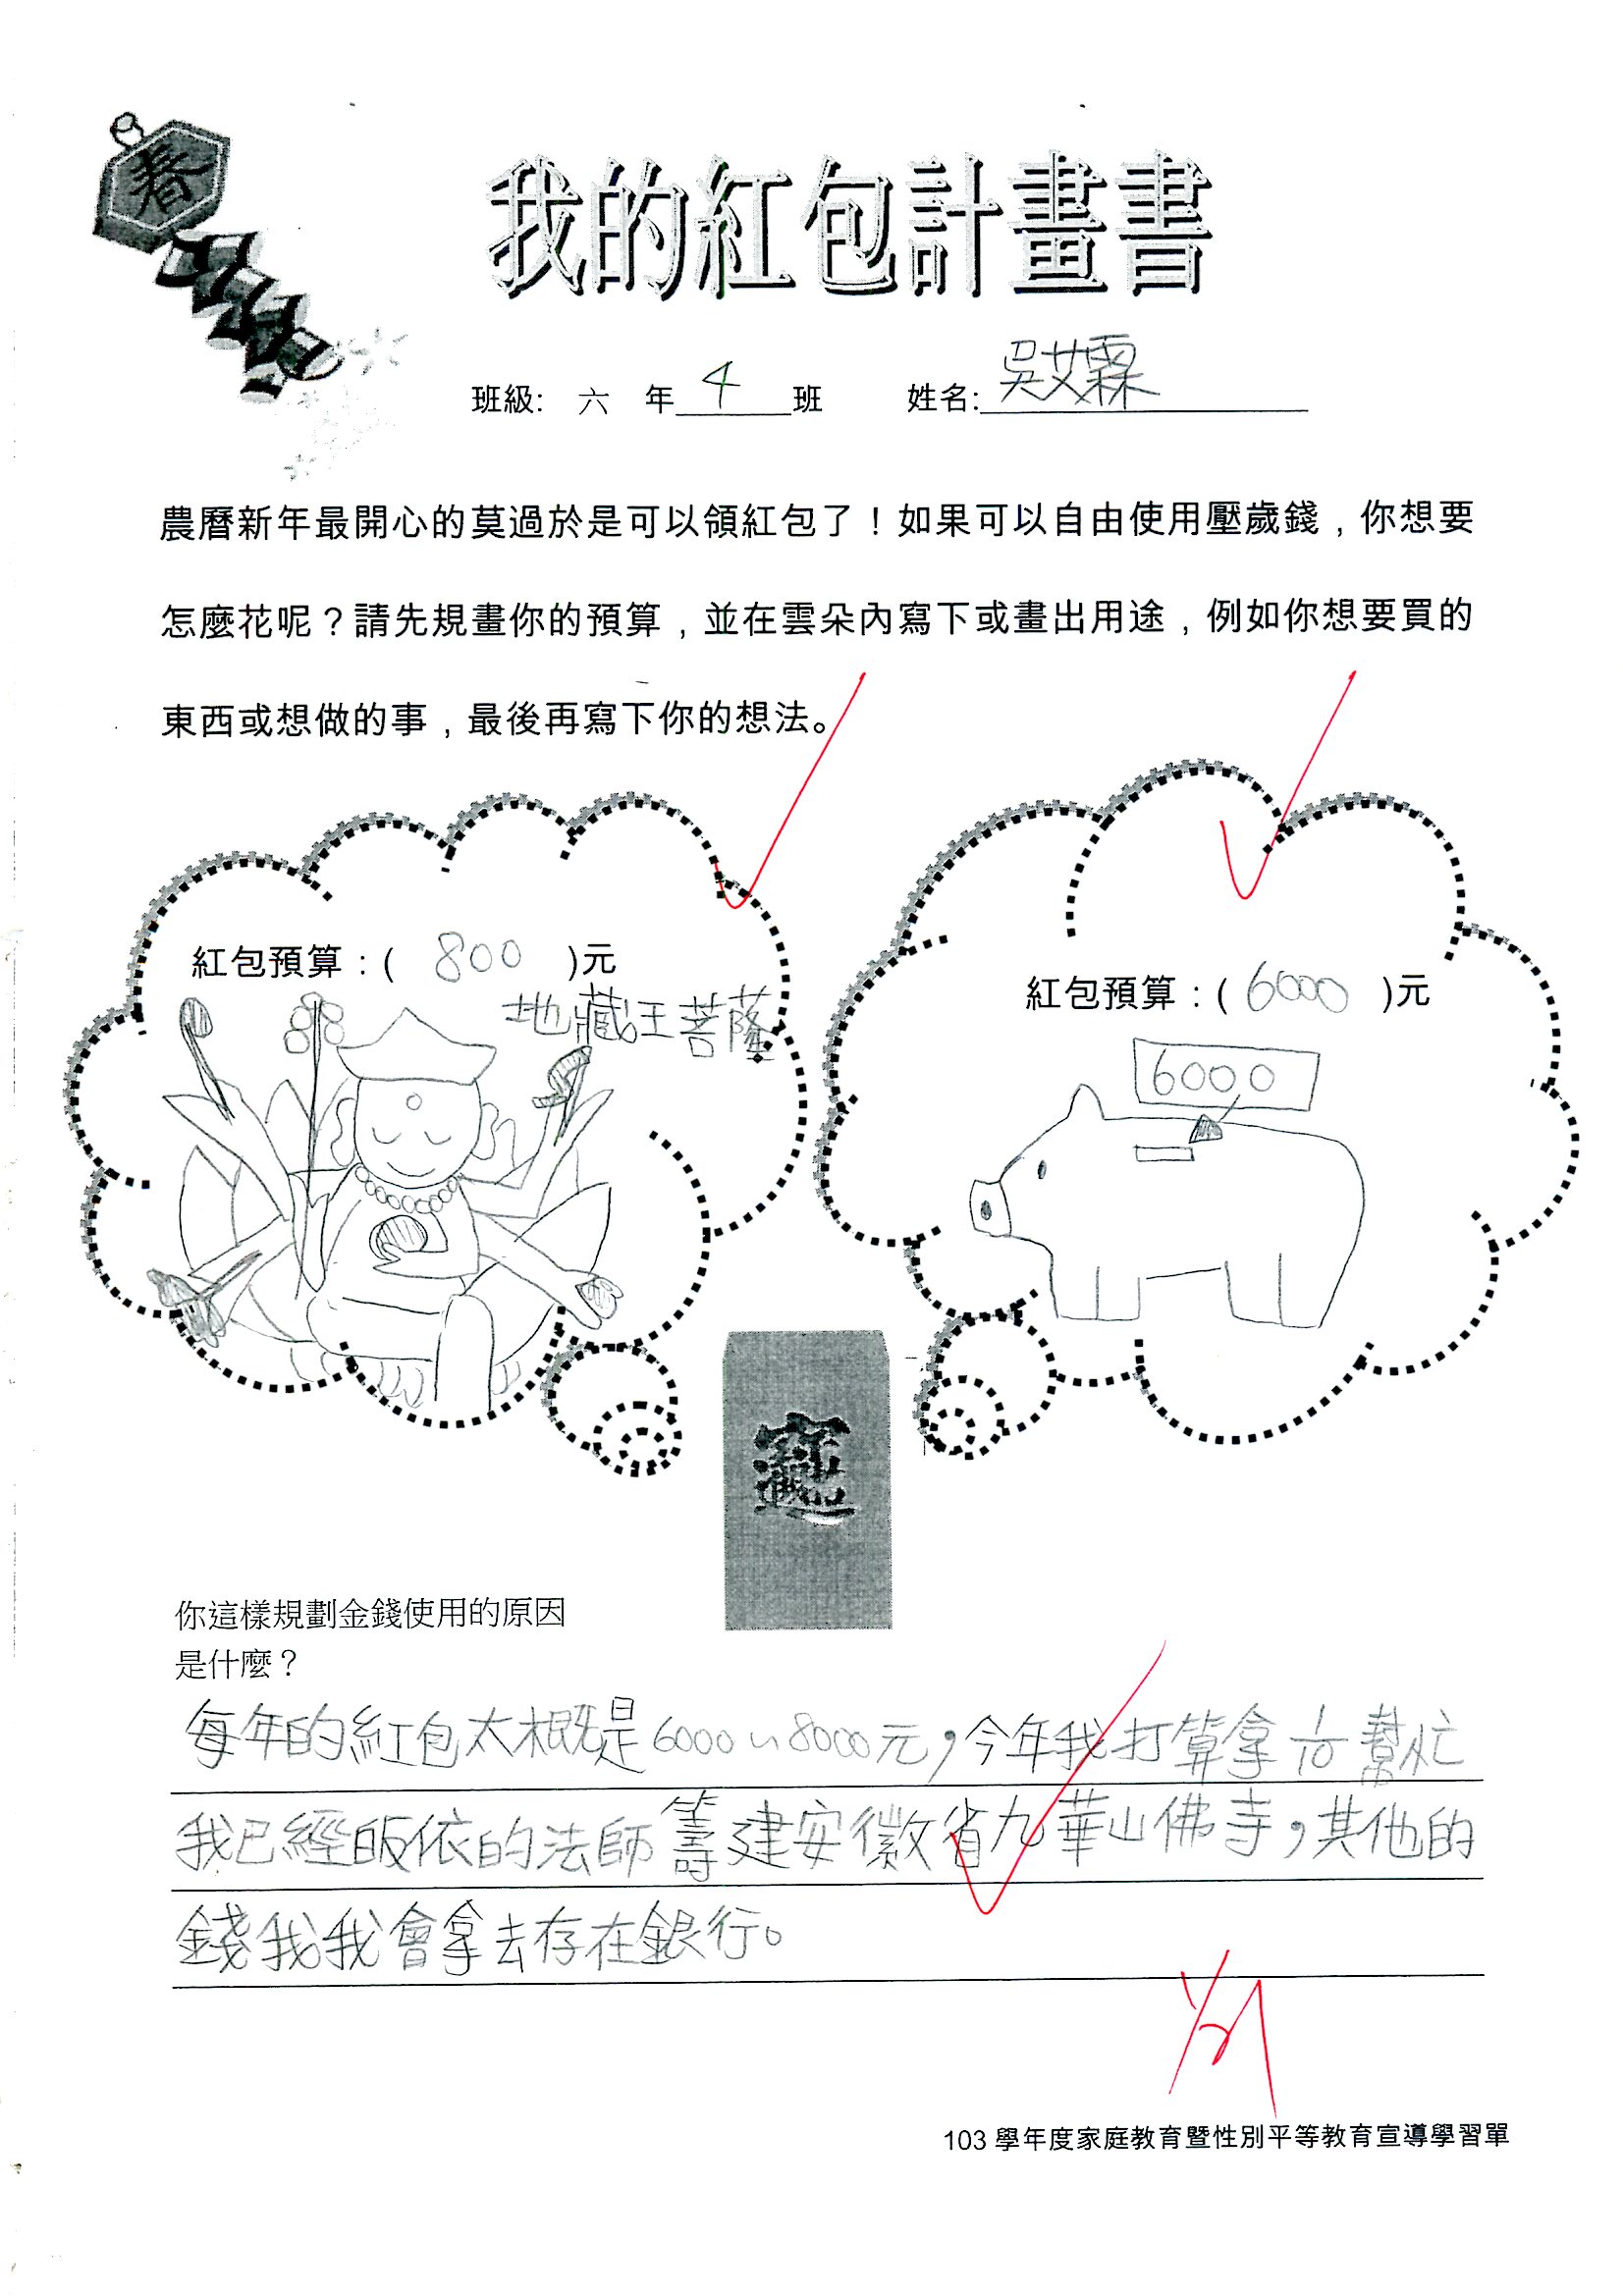 春
我的紅包計畫書
班級: 六 年 4 班 姓名: 吳艾霖
農曆新年最開心的莫過於是可以領紅包了！如果可以自由使用壓歲錢，你想要
怎麼花呢？請先規畫你的預算，並在雲朵內寫下或畫出用途，例如你想要買的
東西或想做的事，最後再寫下你的想法。
紅包預算：( 800 )元
地藏王菩薩
紅包預算：( 6000 )元
6000
你這樣規劃金錢使用的原因
是什麼？
每年的紅包太概是6000~8000元，今年我打算拿1/10幫忙
我已經皈依的法師籌建安徽省九華山佛寺，其他的
錢我我會拿去存在銀行。
103 學年度家庭教育暨性別平等教育宣導學習單